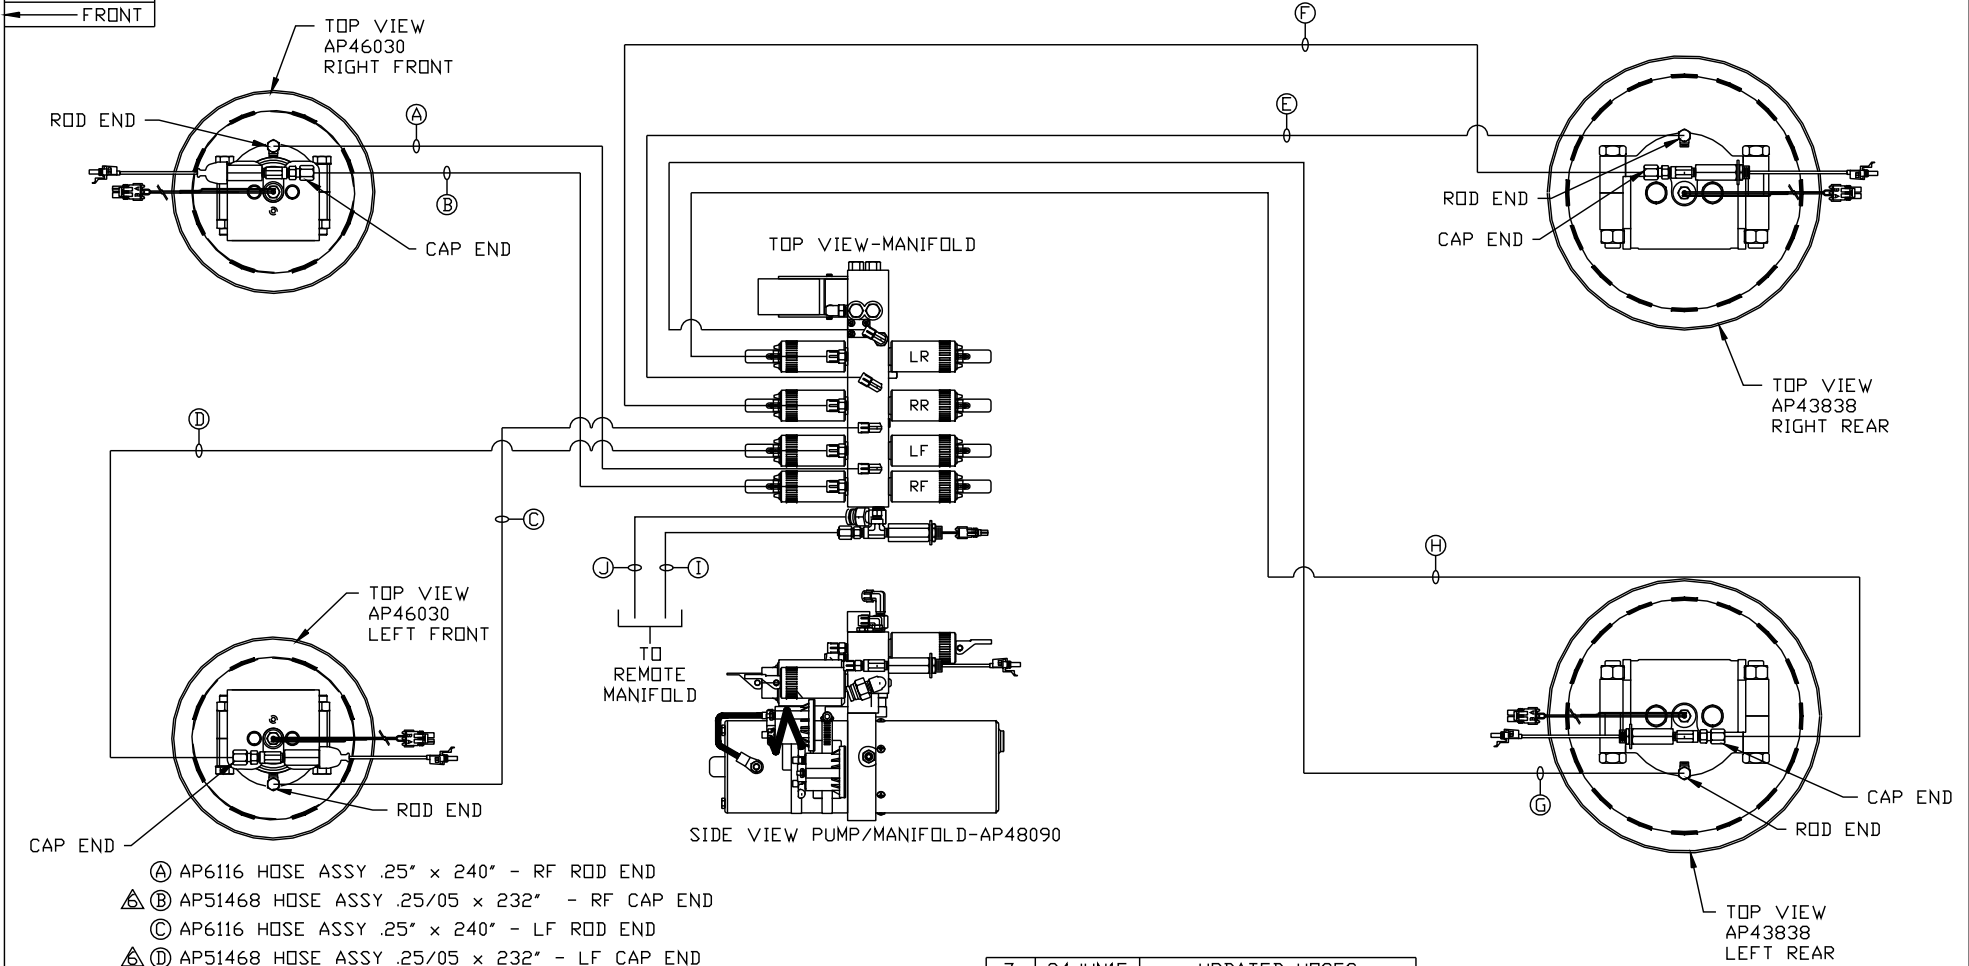 FRONT
TOP VIEW
AP46030
RIGHT FRONT
ROD END
A
B
CAP END
F
E
ROD END
CAP END
TOP VIEW
AP43838
RIGHT REAR
TOP VIEW-MANIFOLD
LR
RR
LF
RF
D
C
J
I
H
TO
REMOTE
MANIFOLD
TOP VIEW
AP46030
LEFT FRONT
ROD END
CAP END
SIDE VIEW PUMP/MANIFOLD-AP48090
G
CAP END
ROD END
TOP VIEW
AP43838
LEFT REAR
A AP6116 HOSE ASSY .25" x 240" - RF ROD END
6 B AP51468 HOSE ASSY .25/05 x 232" - RF CAP END
C AP6116 HOSE ASSY .25" x 240" - LF ROD END
6 D AP51468 HOSE ASSY .25/05 x 232" - LF CAP END
UPDATED HOSES